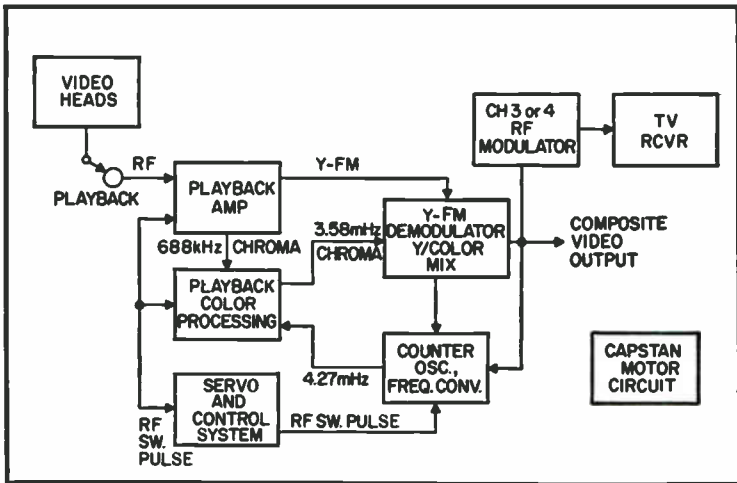 VIDEO
HEADS
PLAYBACK
RF
PLAYBACK
AMP
Y-FM
688kHz
CHROMA
PLAYBACK
COLOR
PROCESSING
3.58mHz
CHROMA
Y-FM
DEMODULATOR
Y/COLOR
MIX
CH 3 or 4
RF
MODULATOR
TV
RCVR
COMPOSITE
VIDEO
OUTPUT
4.27mHz
COUNTER
OSC.,
FREQ. CONV.
CAPSTAN
MOTOR
CIRCUIT
SERVO
AND
CONTROL
SYSTEM
RF
SW.
PULSE
RF SW. PULSE